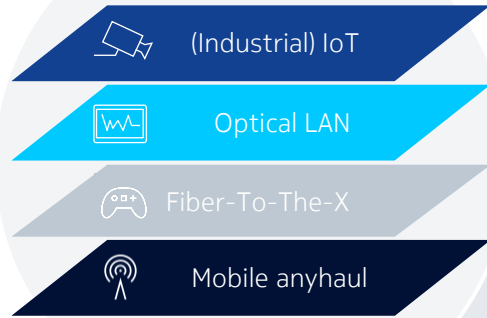 (Industrial) IoT
Optical LAN
Fiber-To-The-X
Mobile anyhaul